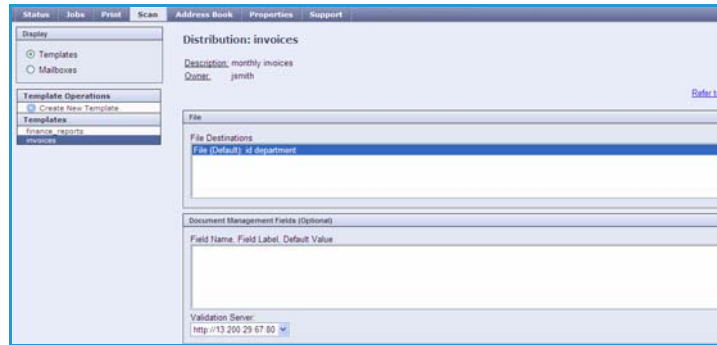 Status Jobs Print Scan Address Book Properties Support
Display
Templates
Mailboxes
Template Operations
Create New Template
Templates
finance_reports
invoices
Distribution: invoices
Description: monthly invoices
Owner: jsmith
Refer t
File
File Destinations
File (Default): id department
Document Management Fields (Optional)
Field Name, Field Label, Default Value
Validation Server:
http://13.200.29.67:80